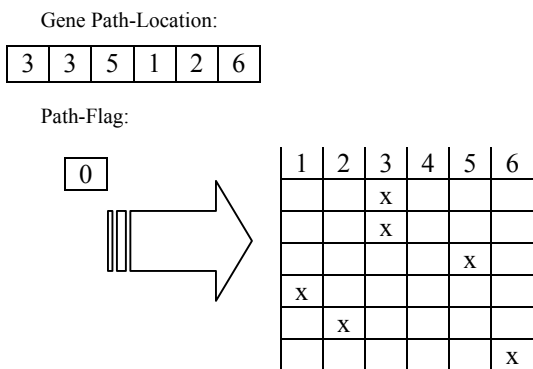 Gene Path-Location:
3 3 5 1 2 6
Path-Flag:
0
1 2 3 4 5 6
x
x
x
x
x
x